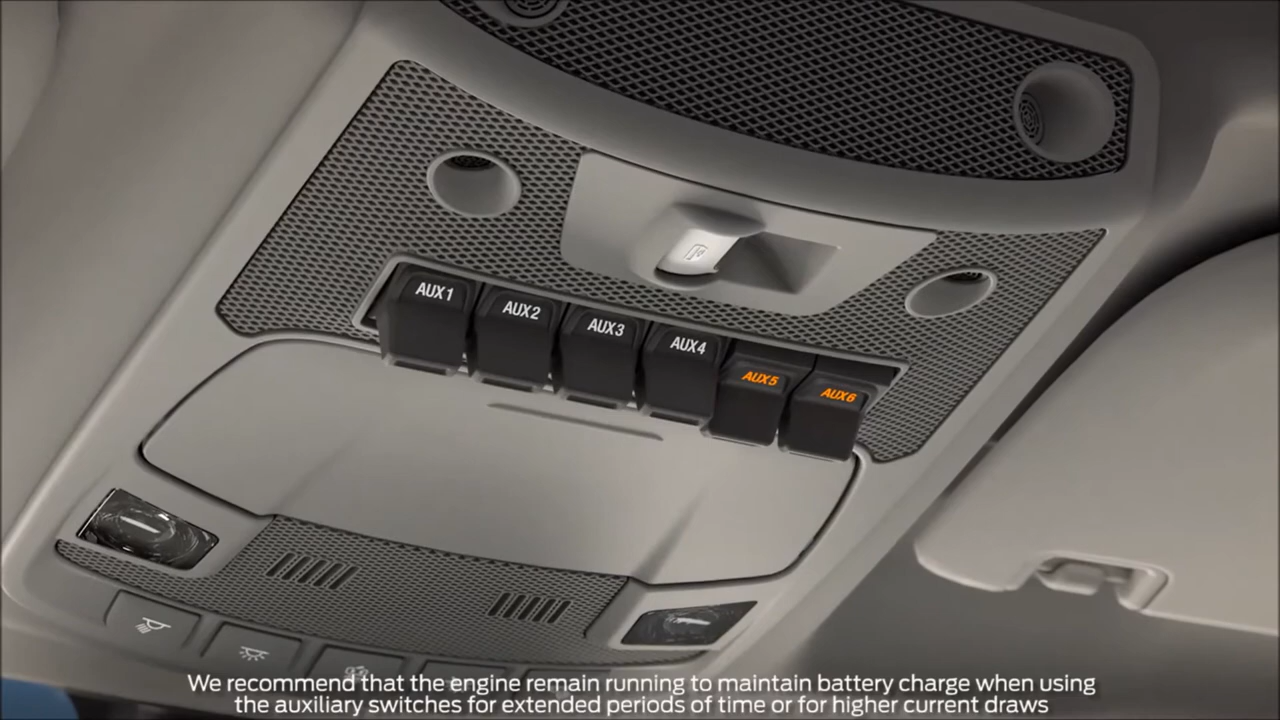 AUX1
AUX2
AUX3
AUX4
AUX5
AUX6
We recommend that the engine remain running to maintain battery charge when using
the auxiliary switches for extended periods of time or for higher current draws